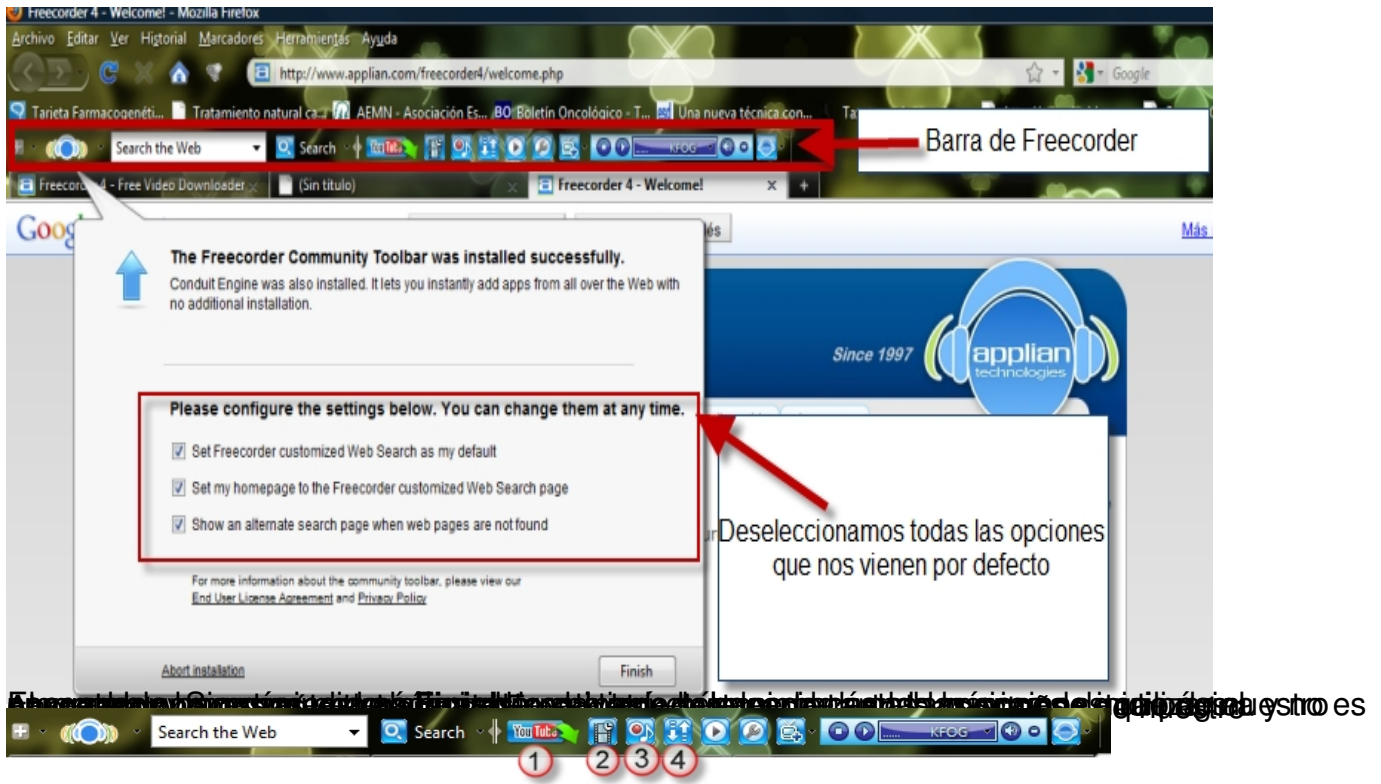 Freecorder 4 - Welcome! - Mozilla Firefox
Archivo Editar Ver Historial Marcadores Herramientas Ayuda
http://www.applian.com/freecorder4/welcome.php
Google
Tarjeta Farmacogenéti... Tratamiento natural ca... AEMN - Asociación Es... BO Boletín Oncológico - T... Una nueva técnica con...
Barra de Freecorder
Search the Web Search YouTube KFOG
Freecorder 4 - Free Video Downloader (Sin título) Freecorder 4 - Welcome!
Más
The Freecorder Community Toolbar was installed successfully.
Conduit Engine was also installed. It lets you instantly add apps from all over the Web with
no additional installation.
Since 1997
applian
technologies
Please configure the settings below. You can change them at any time.
Set Freecorder customized Web Search as my default
Set my homepage to the Freecorder customized Web Search page
Show an alternate search page when web pages are not found
Deseleccionamos todas las opciones
que nos vienen por defecto
For more information about the community toolbar, please view our
End User License Agreement and Privacy Policy
Abort installation
Finish
es
Search the Web Search YouTube KFOG
1 2 3 4